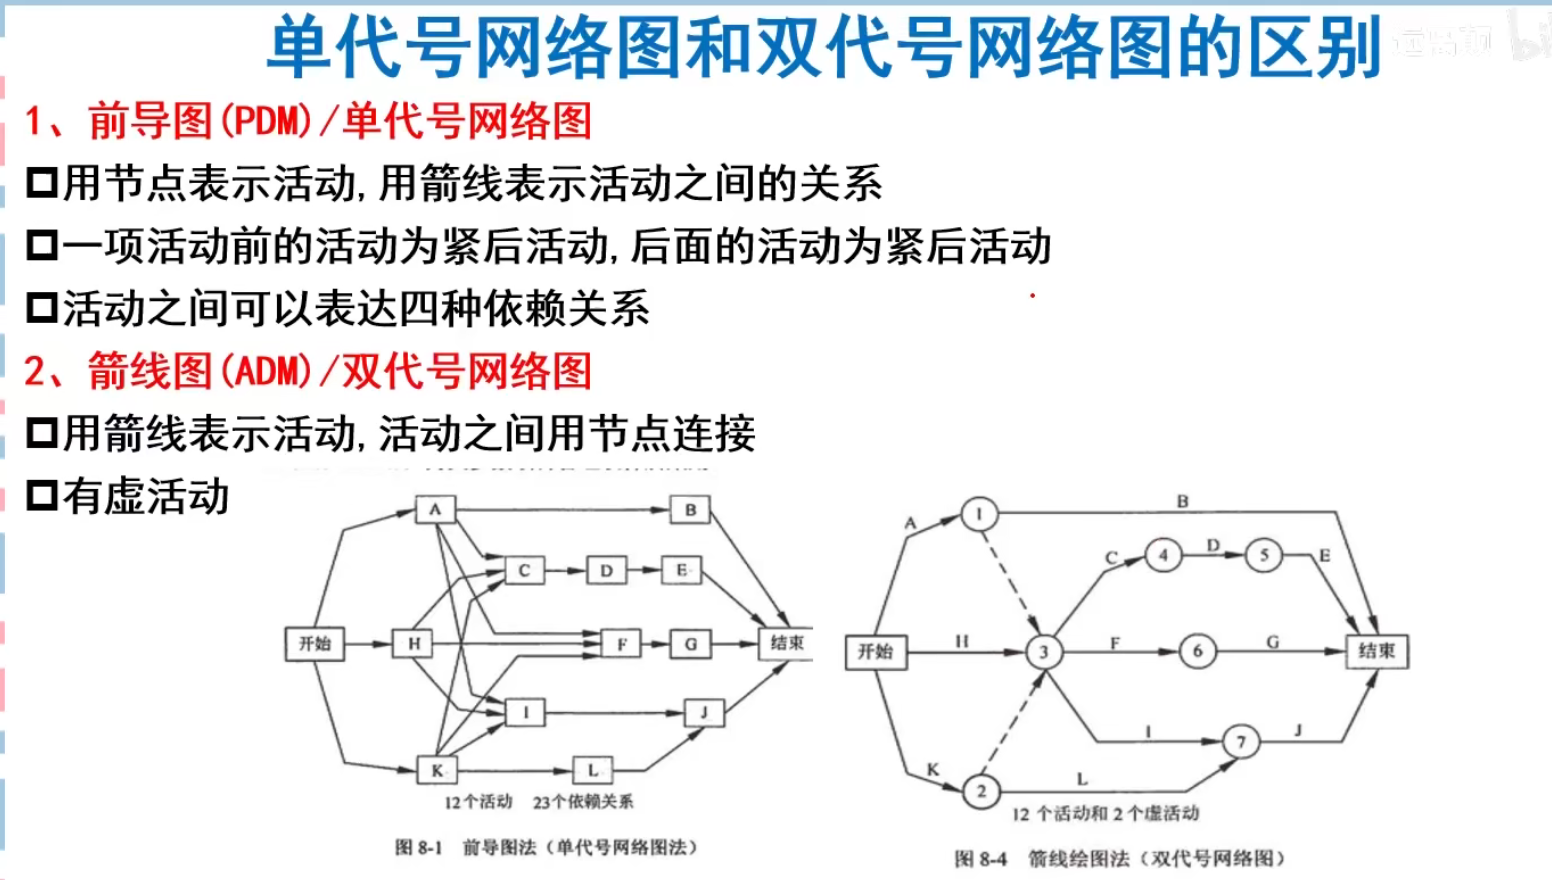 单代号网络图和双代号网络图的区别
1、前导图(PDM)/单代号网络图
用节点表示活动,用箭线表示活动之间的关系
一项活动前的活动为紧后活动,后面的活动为紧后活动
活动之间可以表达四种依赖关系
2、箭线图(ADM)/双代号网络图
用箭线表示活动,活动之间用节点连接
有虚活动
A
B
C
D
E
开始
H
F
G
结束
I
J
K
L
12个活动 23个依赖关系
图 8-1 前导图法（单代号网络图法）
B
A
1
C
4
D
5
E
开始
H
3
F
6
G
结束
I
7
J
K
2
L
12 个活动和 2 个虚活动
图 8-4 箭线绘图法（双代号网络图）